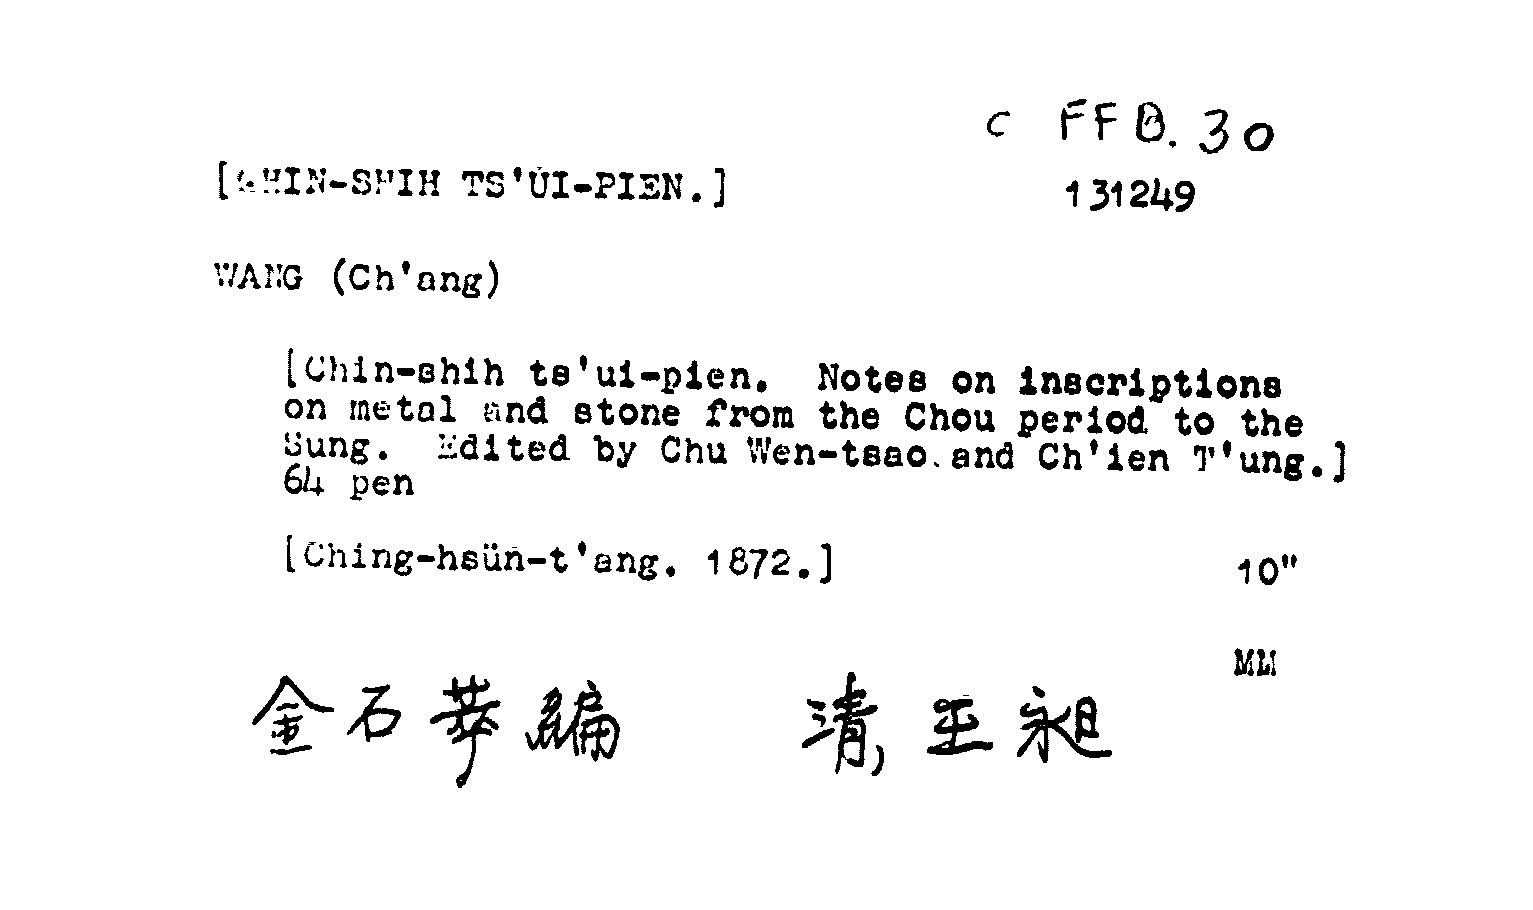 c FFB.30
[CHIN-SHIH TS'UI-PIEN.]
131249
WANG (Ch'ang)
[Chin-shih ts'ui-pien. Notes on inscriptions
on metal and stone from the Chou period to the
Sung. Edited by Chu Wen-tsao and Ch'ien T'ung.]
64 pen
[Ching-hsün-t'ang. 1872.]
10"
MM
金石萃編 清, 王昶